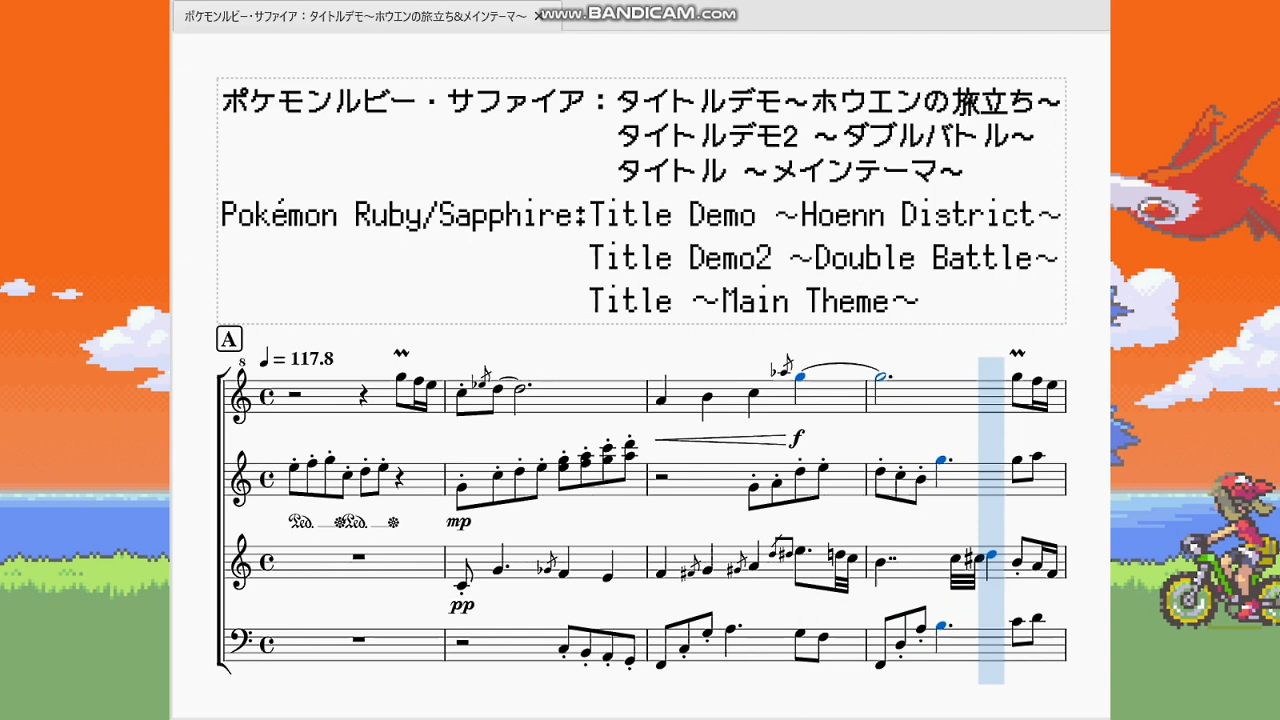 ポケモンルビー・サファイア：タイトルデモ～ホウエンの旅立ち&メインテーマ～ ×
www.BANDICAM.com
ポケモンルビー・サファイア：タイトルデモ～ホウエンの旅立ち～
タイトルデモ2 ～ダブルバトル～
タイトル ～メインテーマ～
Pokémon Ruby/Sapphire:Title Demo ～Hoenn District～
Title Demo2 ～Double Battle～
Title ～Main Theme～
A
♩ = 117.8
8
f
Ped. Ped.
mp
pp